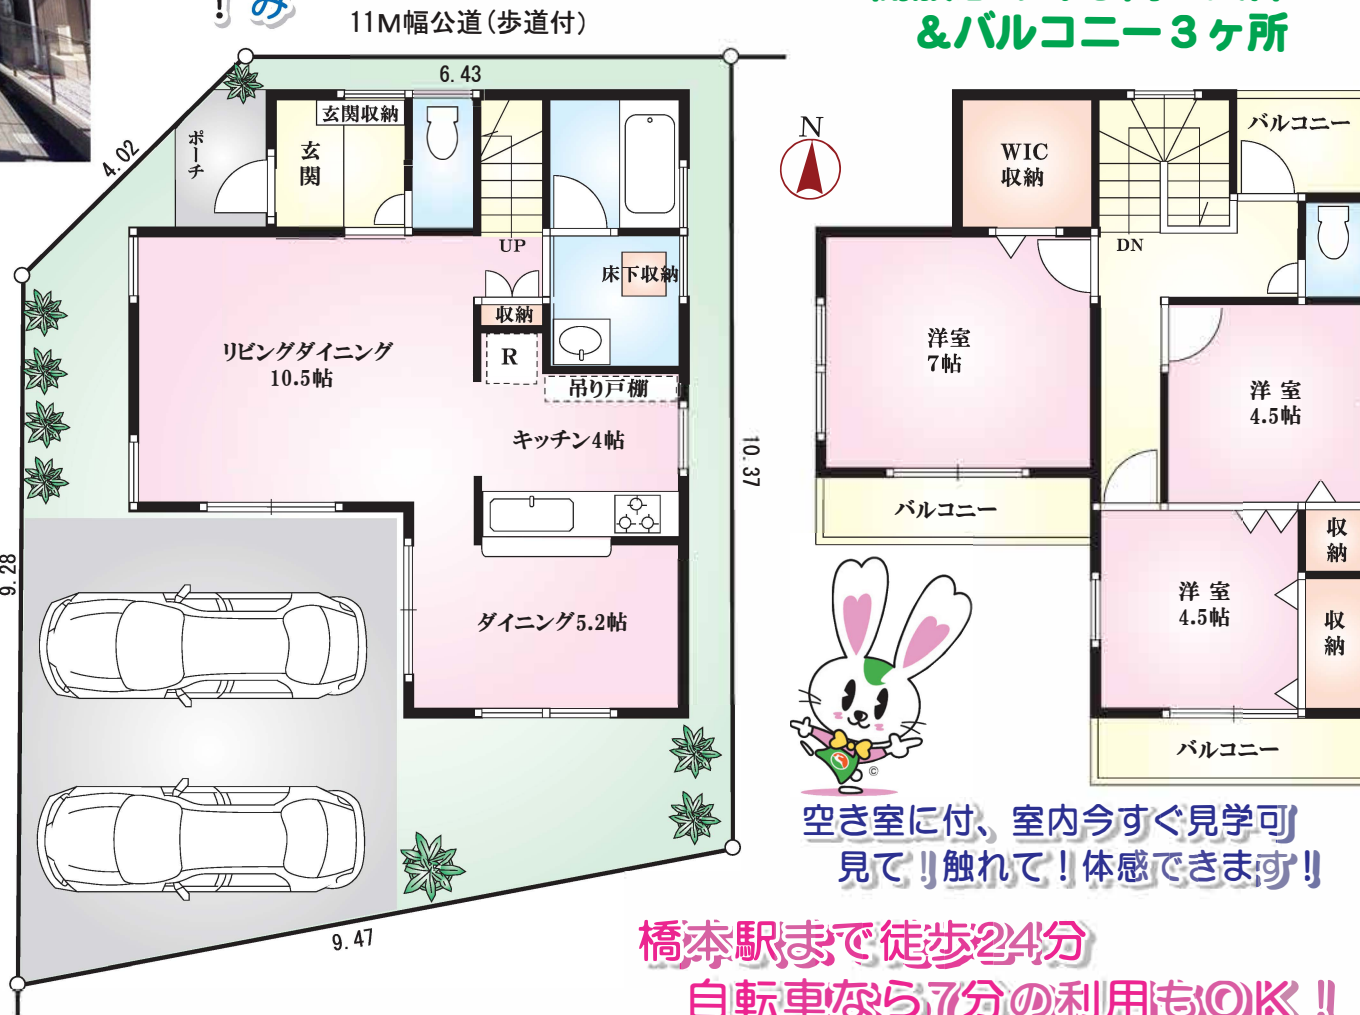 ！み
11M幅公道（歩道付）
&バルコニー３ヶ所
6.43
4.02
ポーチ
玄関収納
玄関
UP
床下収納
収納
R
吊り戸棚
リビングダイニング
10.5帖
キッチン4帖
ダイニング5.2帖
10.37
9.28
9.47
N
WIC
収納
バルコニー
DN
洋室
7帖
洋室
4.5帖
バルコニー
収納
洋室
4.5帖
収納
バルコニー
©
空き室に付、室内今すぐ見学可
見て！触れて！体感できます！
橋本駅まで徒歩24分
自転車なら7分の利用もOK！